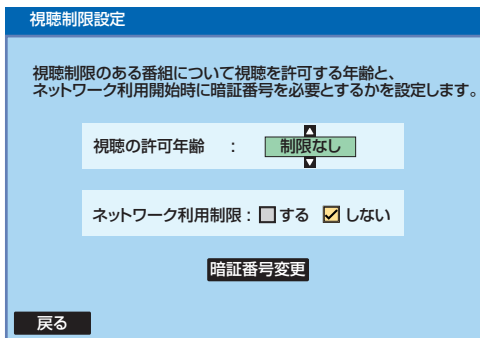 視聴制限設定
視聴制限のある番組について視聴を許可する年齢と、
ネットワーク利用開始時に暗証番号を必要とするかを設定します。
視聴の許可年齢 : 制限なし
ネットワーク利用制限 : する しない
暗証番号変更
戻る